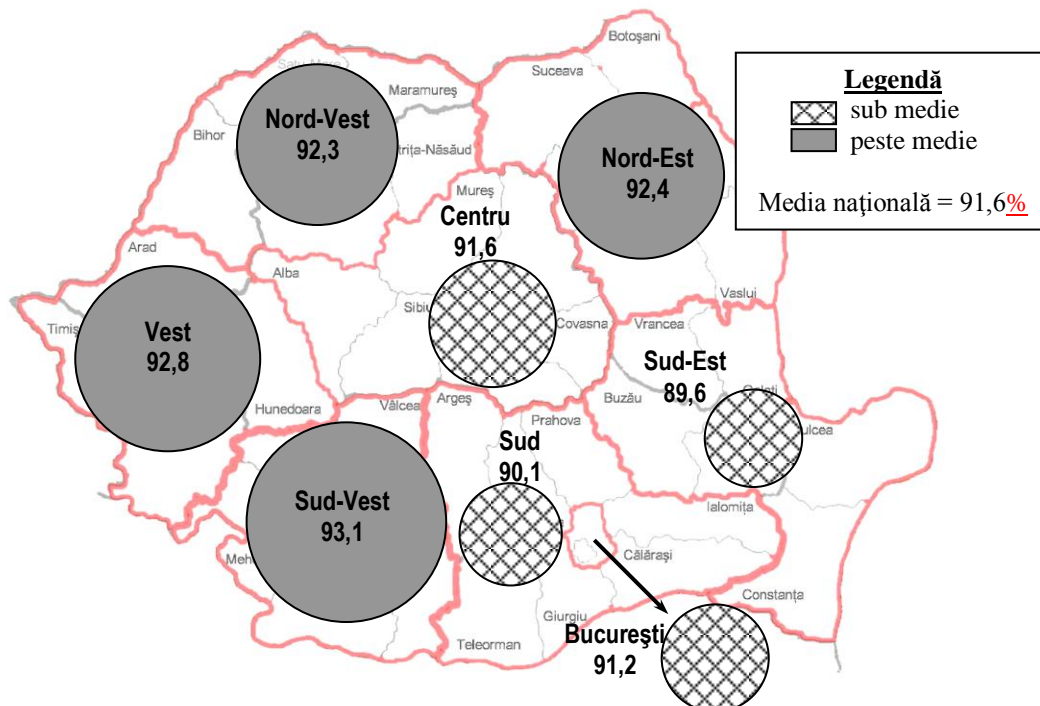 Botoşani
Suceava
Satu Mare
Maramureş
Legendă
sub medie
peste medie
Media naţională = 91,6%
Nord-Vest
92,3
Bihor
Nord-Est
92,4
Mureş
Centru
91,6
Arad
Alba
Vaslui
Sibiu
Covasna
Vrancea
Vest
92,8
Sud-Est
89,6
Hunedoara
Vâlcea
Argeş
Buzău
Prahova
Sud
90,1
Sud-Vest
93,1
Ialomiţa
Călăraşi
Constanţa
Giurgiu
Teleorman
Bucureşti
91,2